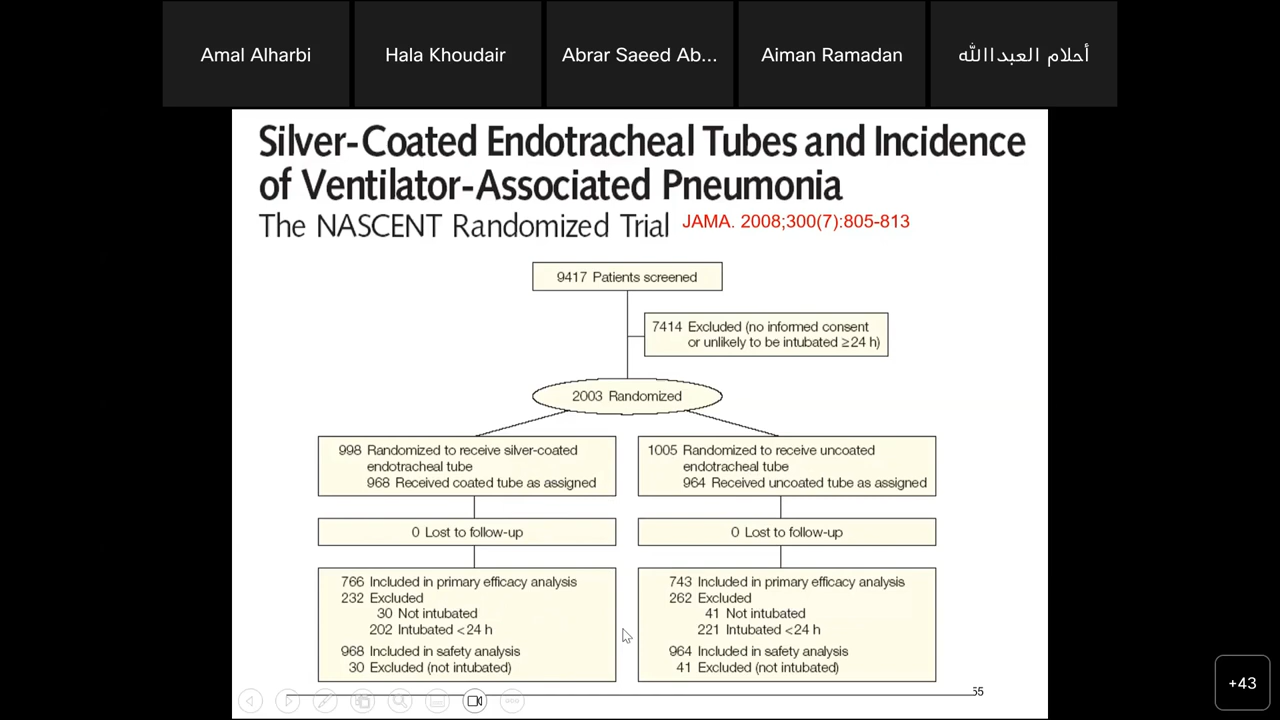 Amal Alharbi
Hala Khoudair
Abrar Saeed Ab...
Aiman Ramadan
أحلام العبداالله
Silver-Coated Endotracheal Tubes and Incidence
of Ventilator-Associated Pneumonia
The NASCENT Randomized Trial JAMA. 2008;300(7):805-813
9417 Patients screened
7414 Excluded (no informed consent
or unlikely to be intubated ≥24 h)
2003 Randomized
998 Randomized to receive silver-coated
endotracheal tube
968 Received coated tube as assigned
1005 Randomized to receive uncoated
endotracheal tube
964 Received uncoated tube as assigned
0 Lost to follow-up
0 Lost to follow-up
766 Included in primary efficacy analysis
232 Excluded
30 Not intubated
202 Intubated <24 h
968 Included in safety analysis
30 Excluded (not intubated)
743 Included in primary efficacy analysis
262 Excluded
41 Not intubated
221 Intubated <24 h
964 Included in safety analysis
41 Excluded (not intubated)
55
+43